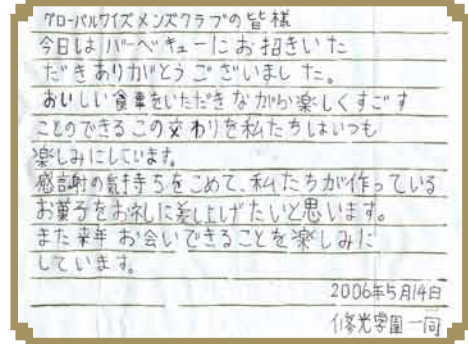 グローバルワイズメンズクラブの皆様
今日はバーベキューにお招きいた
だきありがとうございました。
おいしい食事をいただきながら楽しくすごす
ことのできるこの交わりを私たちはいつも
楽しみにしています。
感謝の気持ちをこめて、私たちが作っている
お菓子をお礼に差し上げたいと思います。
また来年お会いできることを楽しみに
しています。
2006年5月14日
修光学園一同